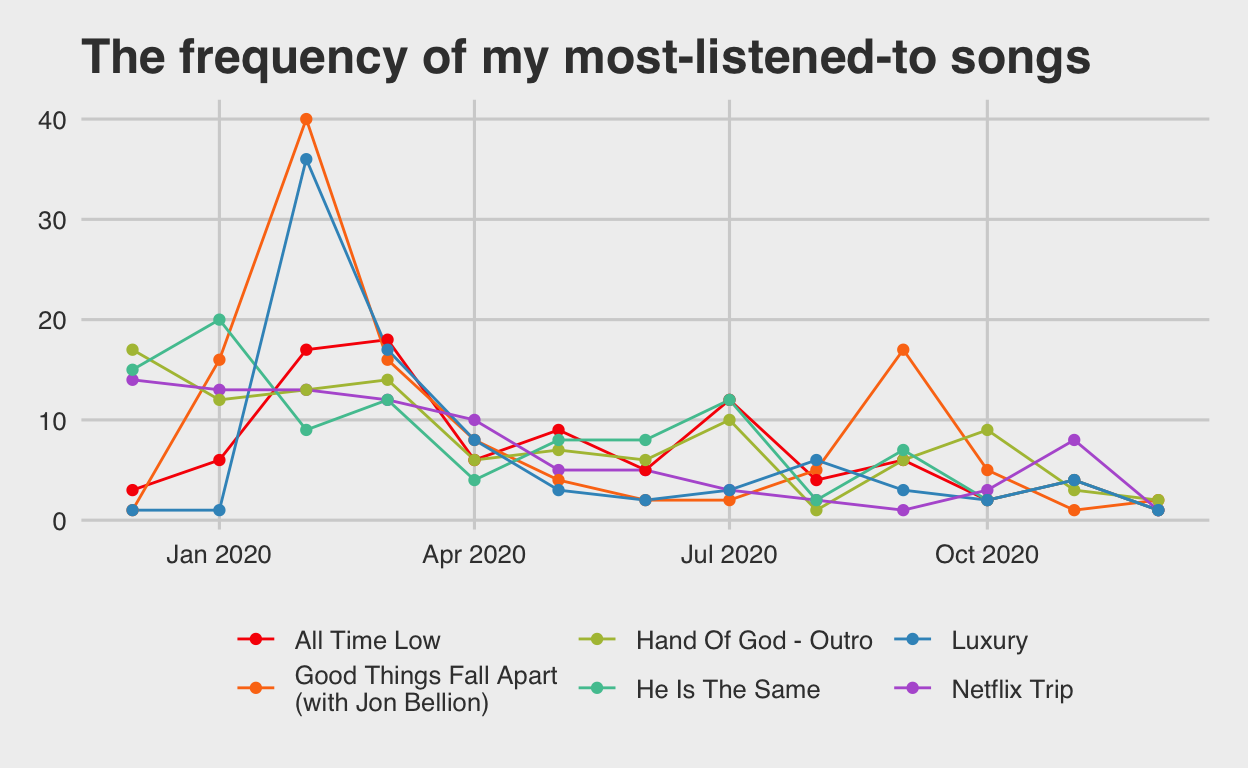 The frequency of my most-listened-to songs
40
30
20
10
0
Jan 2020 Apr 2020 Jul 2020 Oct 2020
All Time Low Hand Of God - Outro Luxury
Good Things Fall Apart
(with Jon Bellion) He Is The Same Netflix Trip